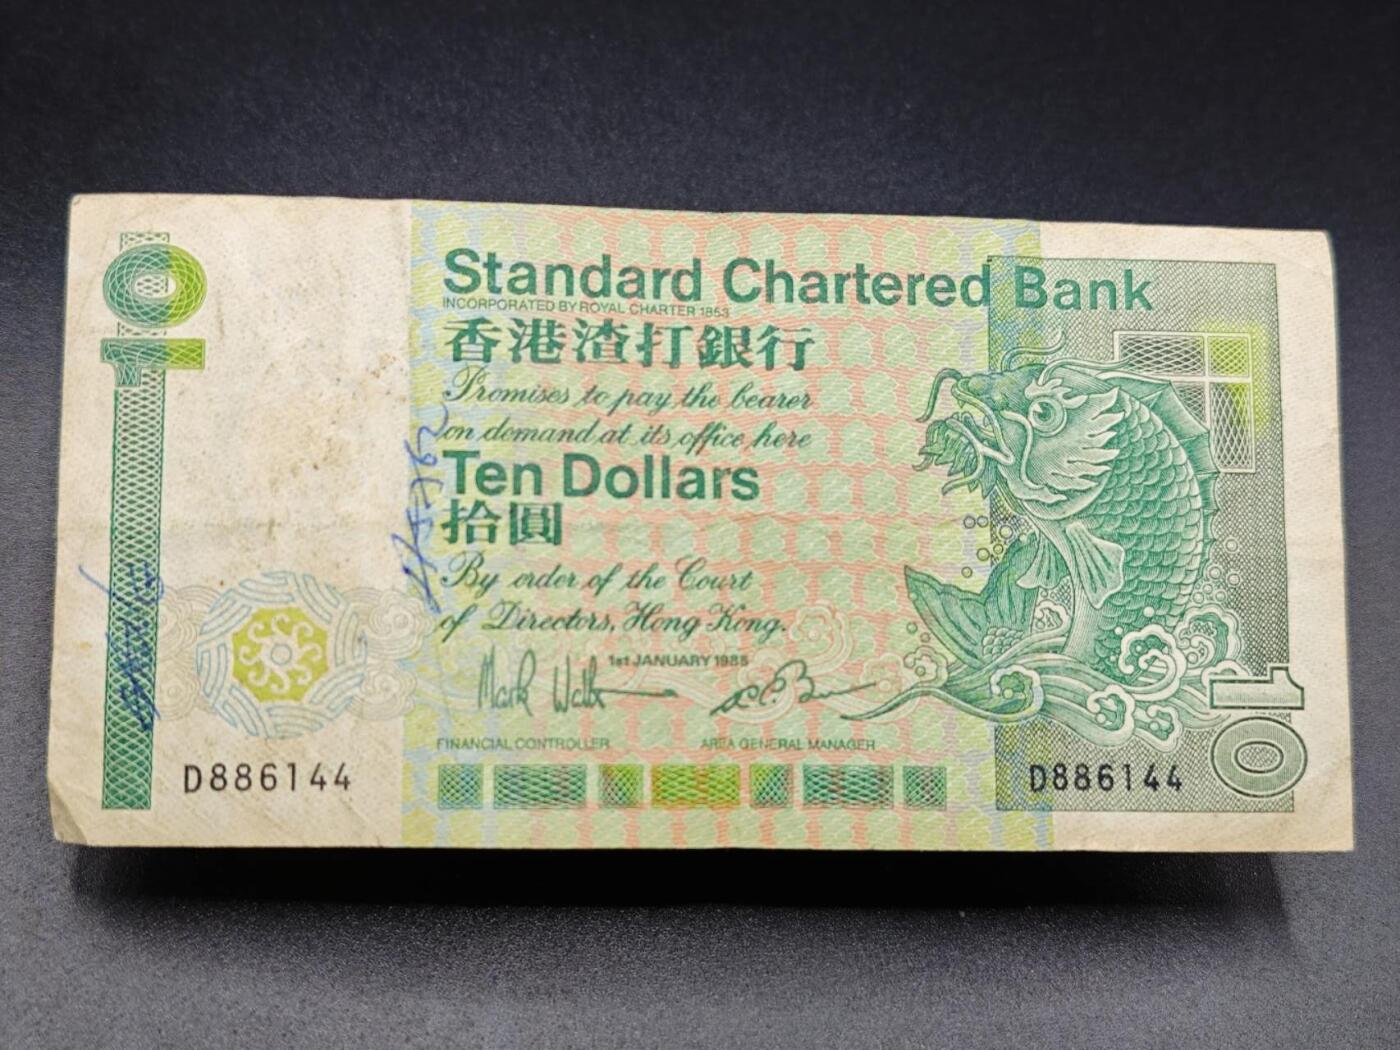 10
Standard Chartered Bank
INCORPORATED BY ROYAL CHARTER 1853
香港渣打銀行
Promises to pay the bearer
on demand at its office here
Ten Dollars
拾圓
By order of the Court
of Directors, Hong Kong.
1st JANUARY 1985
FINANCIAL CONTROLLER AREA GENERAL MANAGER
D886144 D886144
10